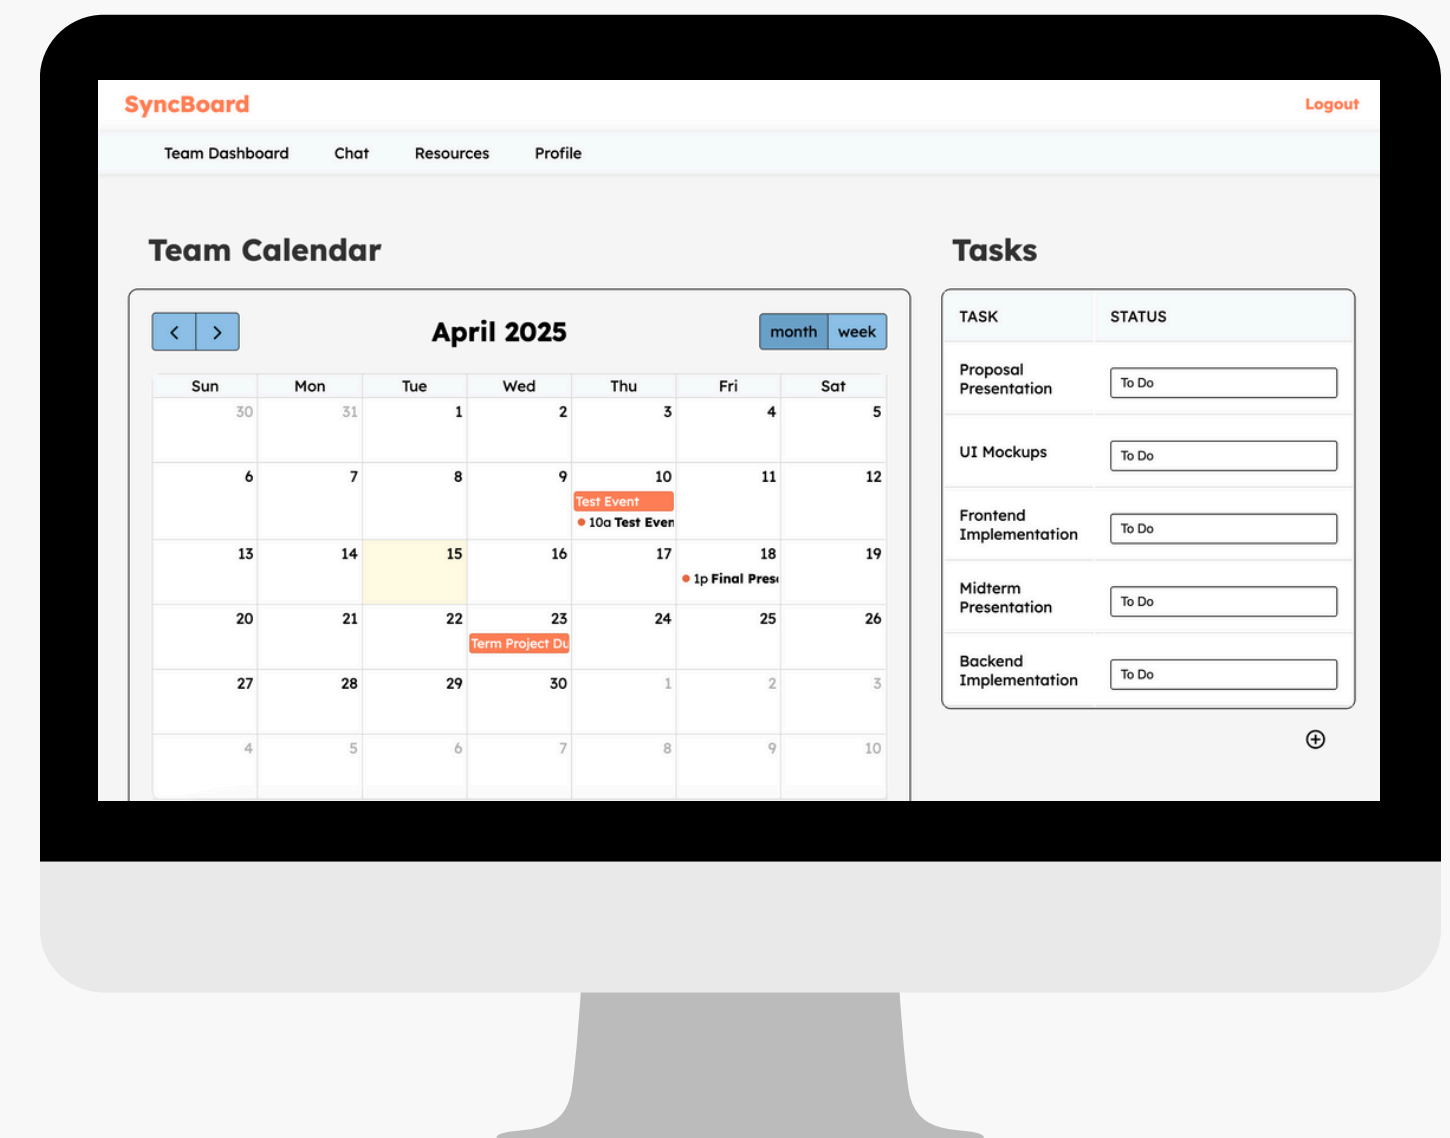 SyncBoard
Logout
Team Dashboard Chat Resources Profile
Team Calendar
April 2025
month week
Sun Mon Tue Wed Thu Fri Sat
30 31 1 2 3 4 5
6 7 8 9 10 11 12
Test Event
10a Test Even
13 14 15 16 17 18 19
1p Final Prese
20 21 22 23 24 25 26
Term Project Du
27 28 29 30 1 2 3
4 5 6 7 8 9 10
Tasks
TASK STATUS
Proposal
Presentation
To Do
UI Mockups
To Do
Frontend
Implementation
To Do
Midterm
Presentation
To Do
Backend
Implementation
To Do